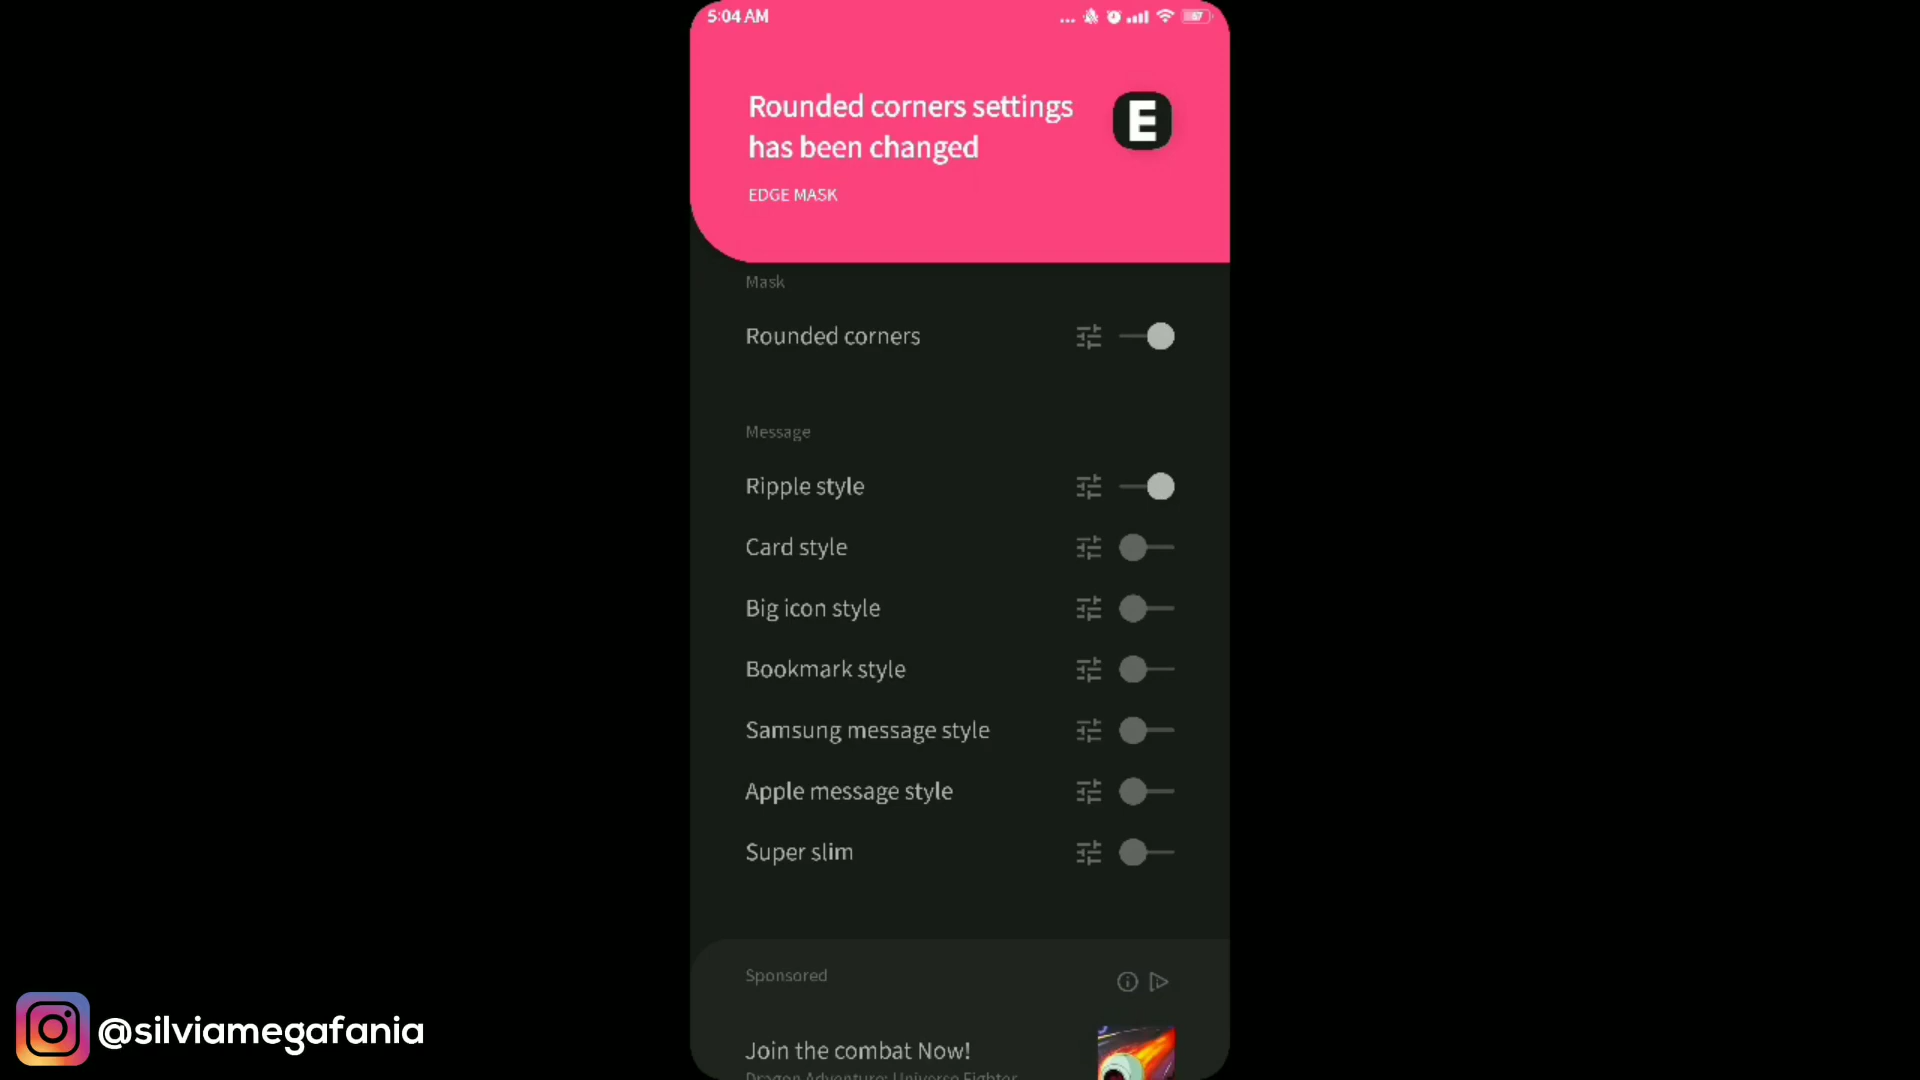 5:04 AM
57
Rounded corners settings
has been changed
E
EDGE MASK
Mask
Rounded corners
Message
Ripple style
Card style
Big icon style
Bookmark style
Samsung message style
Apple message style
Super slim
Sponsored
Join the combat Now!
Dragon Adventure: Universe Fighter
@silviamegafania